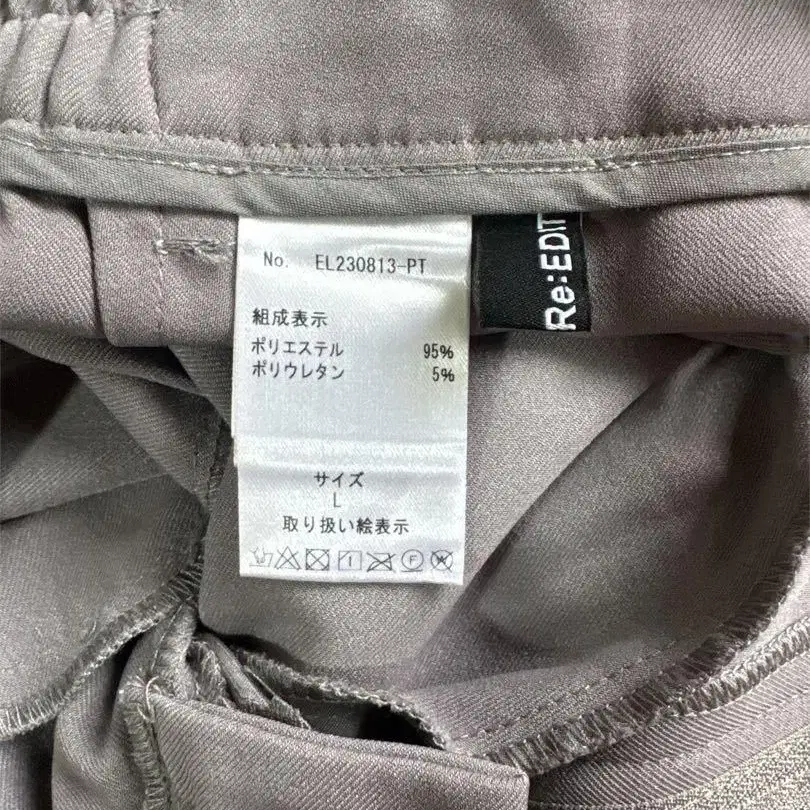 No. EL230813-PT
組成表示
ポリエステル 95%
ポリウレタン 5%
サイズ
L
取り扱い絵表示
F W
Re:EDIT